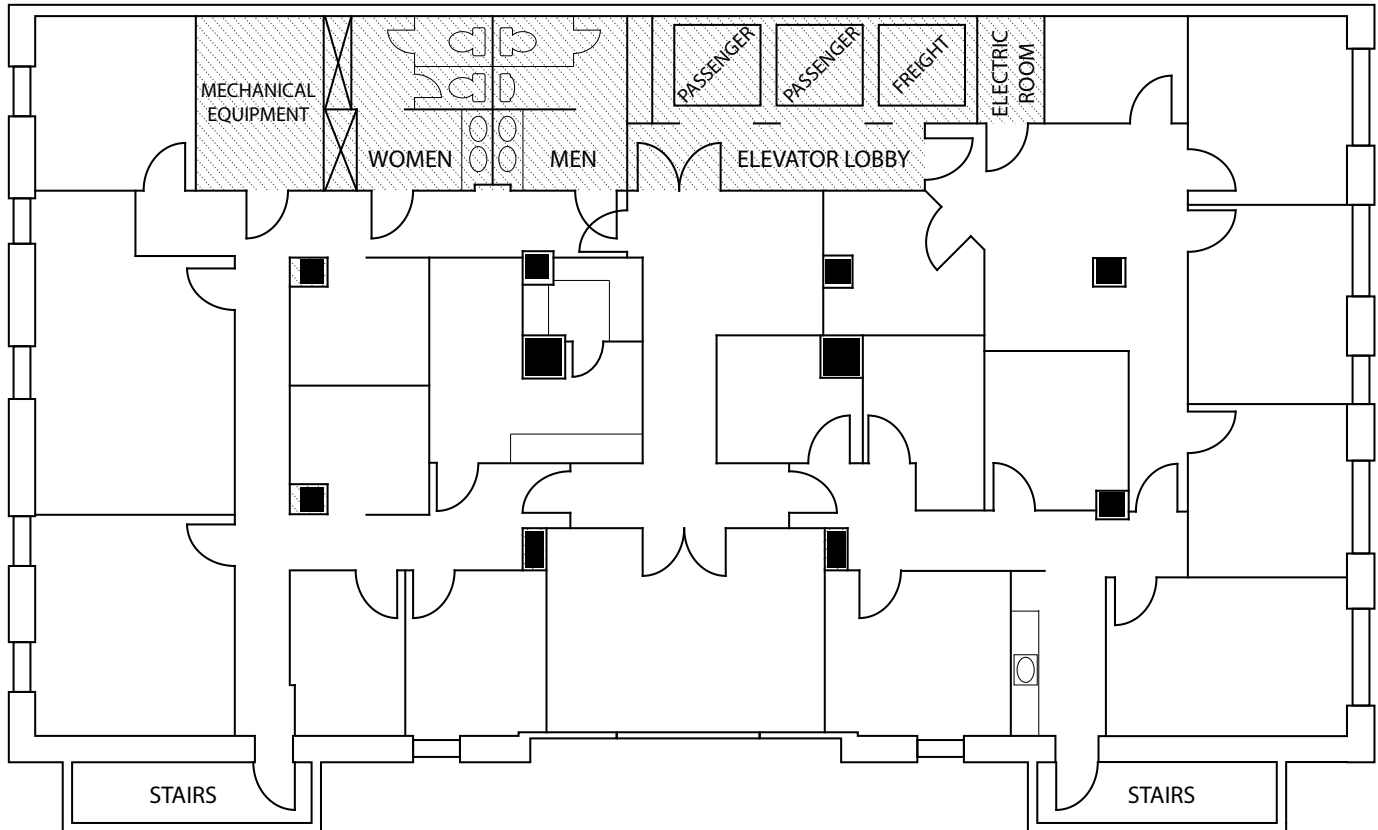 MECHANICAL
EQUIPMENT
WOMEN
MEN
PASSENGER
PASSENGER
FREIGHT
ELEVATOR LOBBY
ELECTRIC
ROOM
STAIRS
STAIRS